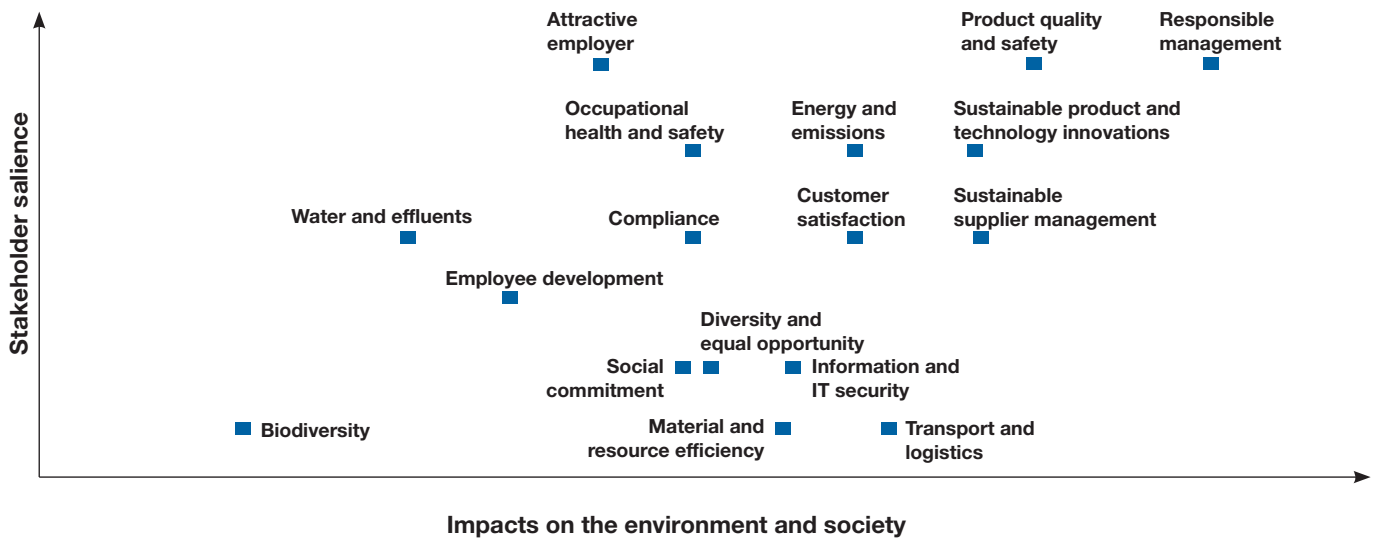 Attractive
employer
Product quality
and safety
Responsible
management
Occupational
health and safety
Energy and
emissions
Sustainable product and
technology innovations
Water and effluents
Compliance
Customer
satisfaction
Sustainable
supplier management
Employee development
Diversity and
equal opportunity
Social
commitment
Information and
IT security
Biodiversity
Material and
resource efficiency
Transport and
logistics
Stakeholder salience
Impacts on the environment and society